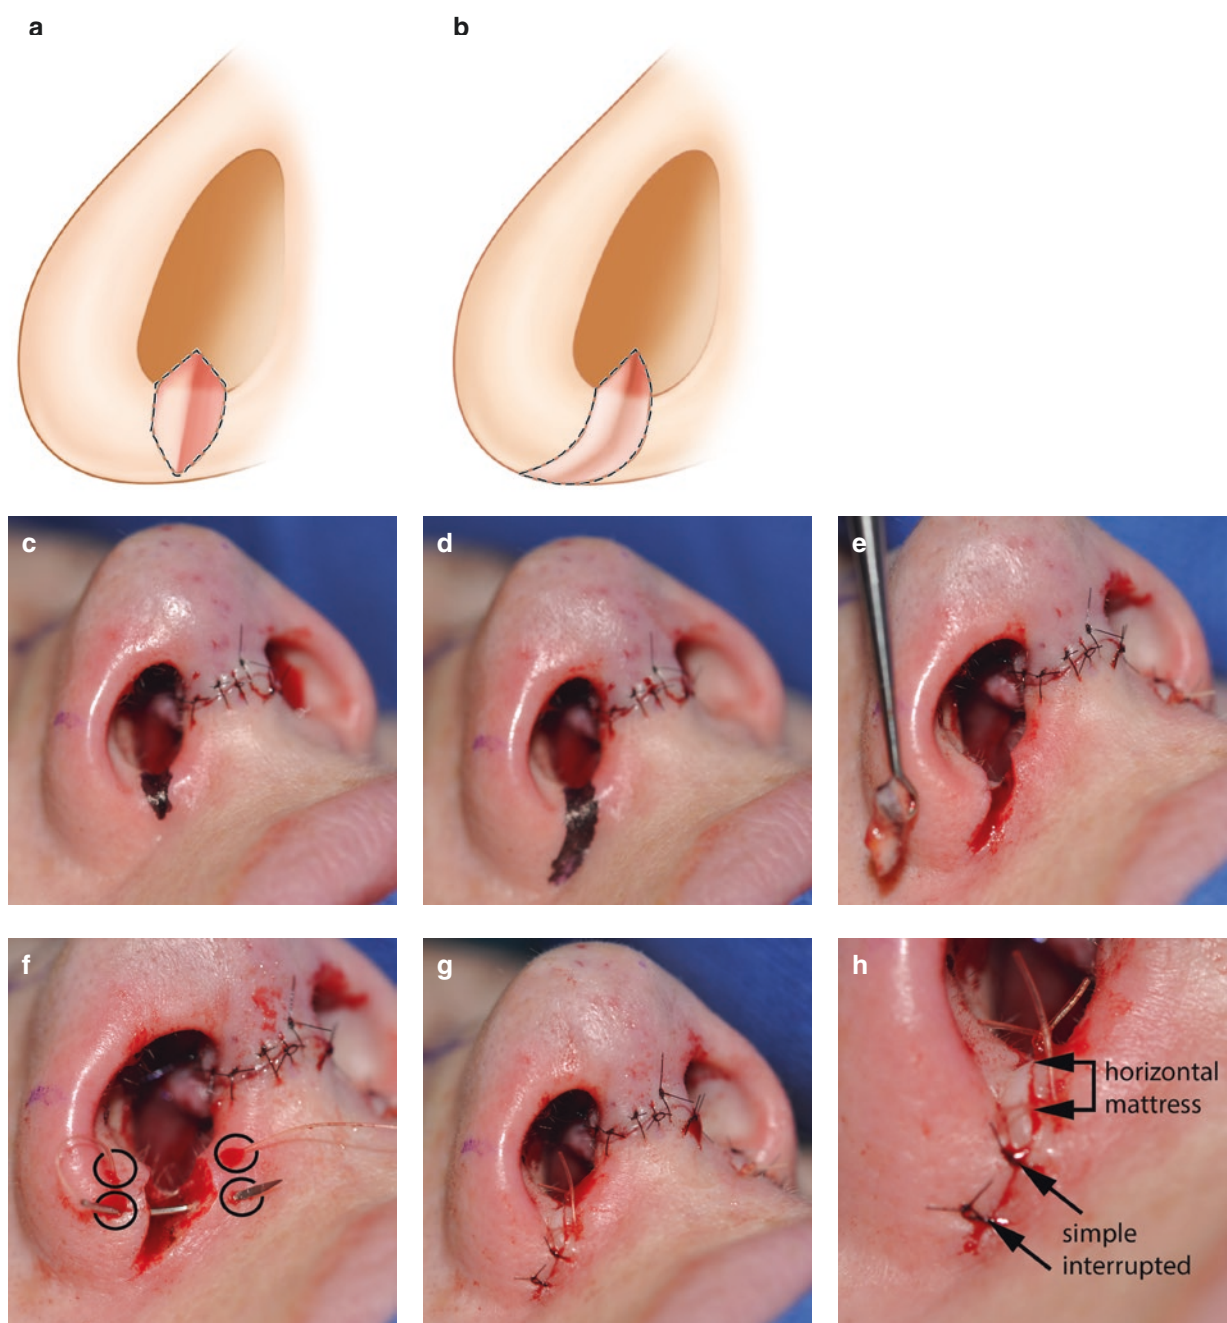 a
b
c
d
e
f
g
h
horizontal
mattress
simple
interrupted